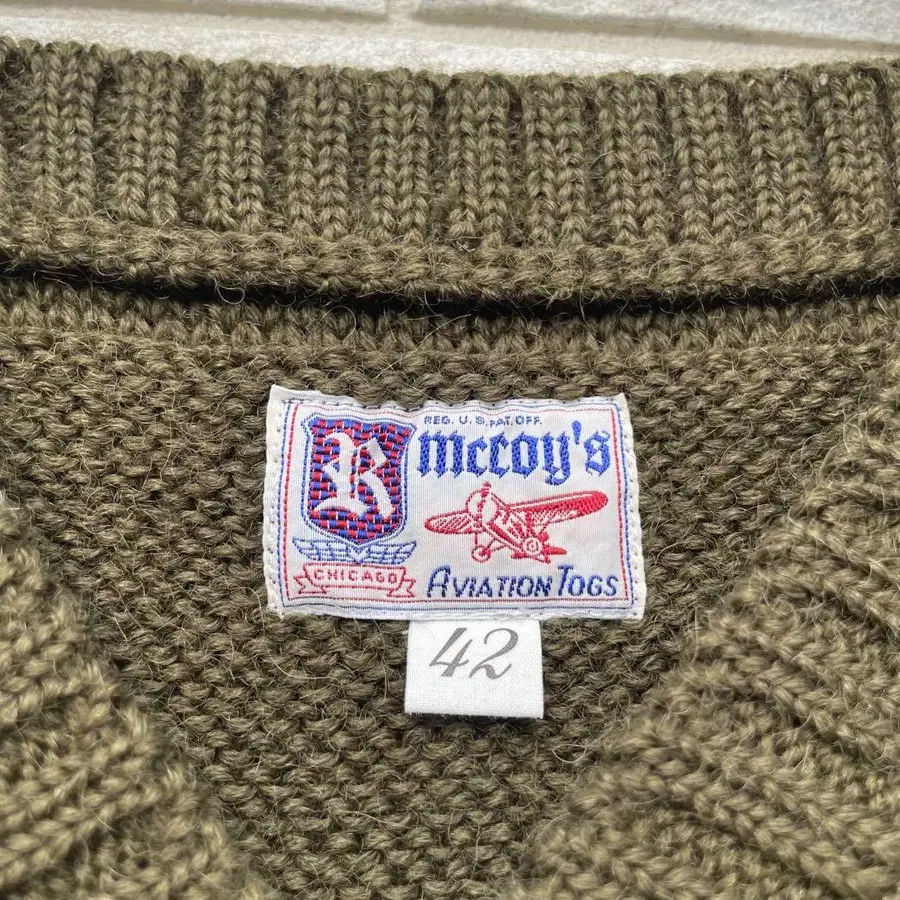 R
REG. U. S. PAT. OFF.
mccoy's
CHICAGO
AVIATION TOGS
42